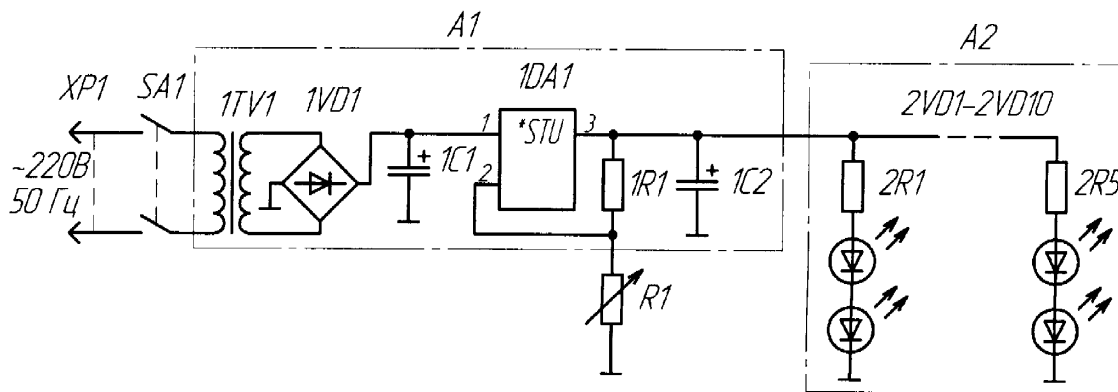 A1
A2
XP1
SA1
1TV1
1VD1
1DA1
2VD1-2VD10
1
*STU
3
~220В
50 Гц
1C1
2
1R1
1C2
2R1
2R5
R1